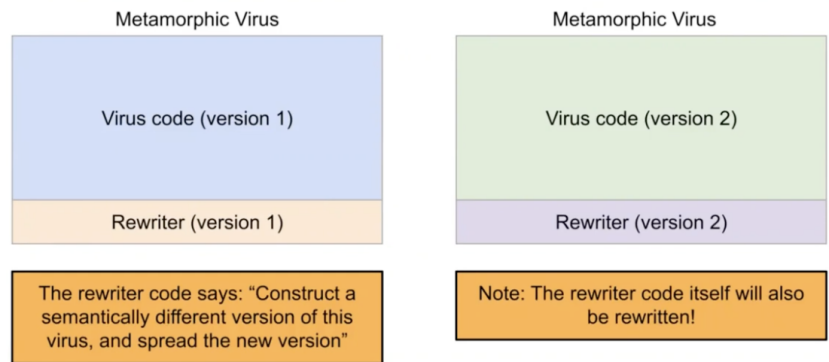 Metamorphic Virus
Virus code (version 1)
Rewriter (version 1)
The rewriter code says: “Construct a
semantically different version of this
virus, and spread the new version”
Metamorphic Virus
Virus code (version 2)
Rewriter (version 2)
Note: The rewriter code itself will also
be rewritten!